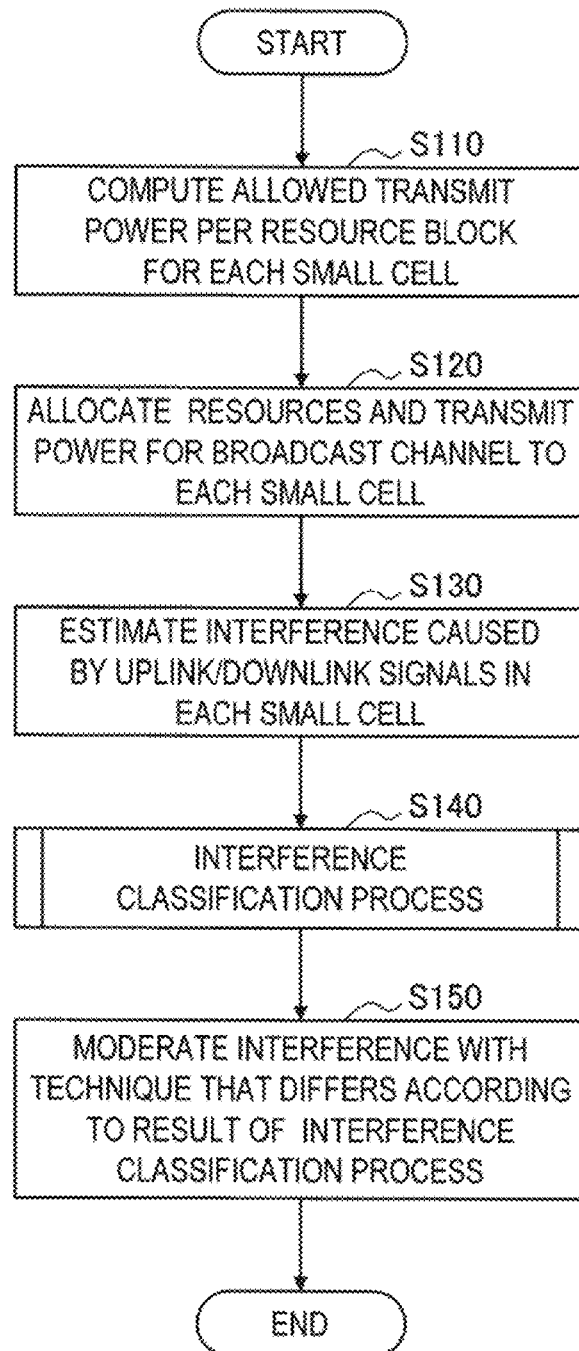 START
S110
COMPUTE ALLOWED TRANSMIT
POWER PER RESOURCE BLOCK
FOR EACH SMALL CELL
S120
ALLOCATE RESOURCES AND TRANSMIT
POWER FOR BROADCAST CHANNEL TO
EACH SMALL CELL
S130
ESTIMATE INTERFERENCE CAUSED
BY UPLINK/DOWNLINK SIGNALS IN
EACH SMALL CELL
S140
INTERFERENCE
CLASSIFICATION PROCESS
S150
MODERATE INTERFERENCE WITH
TECHNIQUE THAT DIFFERS ACCORDING
TO RESULT OF INTERFERENCE
CLASSIFICATION PROCESS
END